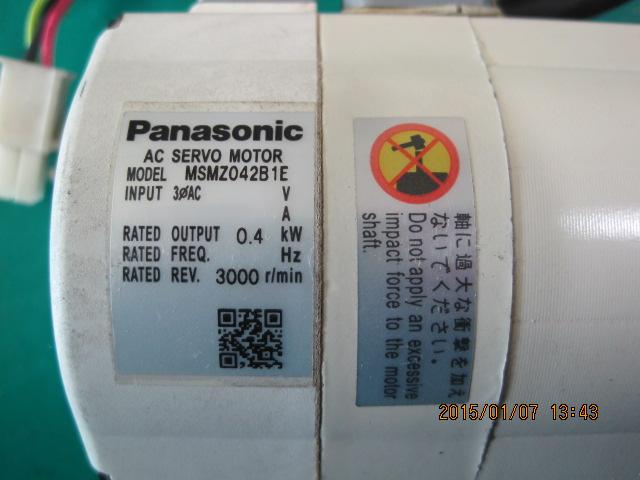 Panasonic
AC SERVO MOTOR
MODEL MSMZ042B1E
INPUT 3ØAC V
A
RATED OUTPUT 0.4 kW
RATED FREQ. Hz
RATED REV. 3000 r/min
軸に過大な衝撃を加え
ないでください。
Do not apply an excessive
impact force to the motor
shaft.
2015/01/07 13:43